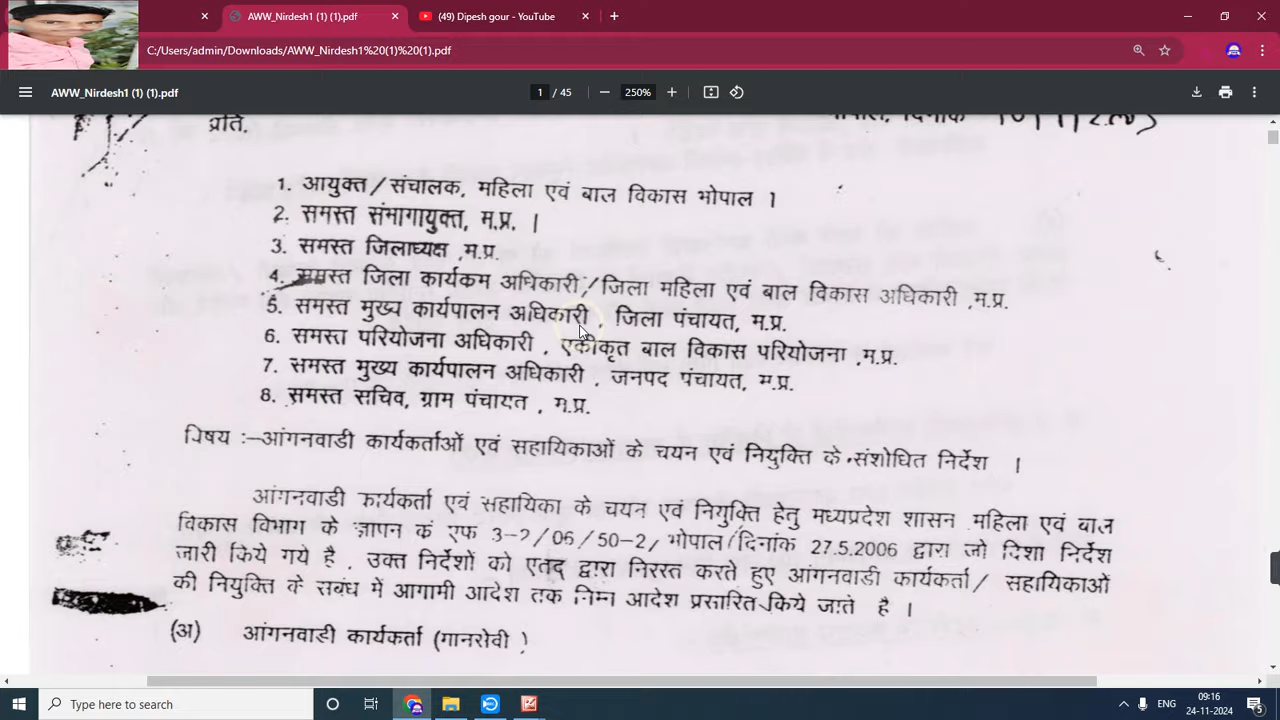 AWW_Nirdesh1 (1) (1).pdf
(49) Dipesh gour - YouTube
C:/Users/admin/Downloads/AWW_Nirdesh1%20(1)%20(1).pdf
AWW_Nirdesh1 (1) (1).pdf
1 / 45
250%
प्रति.
भोपाल, दिनांक
1. आयुक्त/संचालक, महिला एवं बाल विकास भोपाल ।
2. समस्त संभागायुक्त, म.प्र. ।
3. समस्त जिलाध्यक्ष ,म.प्र.
4. समस्त जिला कार्यकम अधिकारी/जिला महिला एवं बाल विकास अधिकारी ,म.प्र.
5. समस्त मुख्य कार्यपालन अधिकारी , जिला पंचायत, म.प्र.
6. समस्त परियोजना अधिकारी , एकीकृत बाल विकास परियोजना ,म.प्र.
7. समस्त मुख्य कार्यपालन अधिकारी , जनपद पंचायत, म.प्र.
8. समस्त सचिव, ग्राम पंचायत , म.प्र.
विषय :–आंगनवाडी कार्यकर्ताओं एवं सहायिकाओं के चयन एवं नियुक्ति के संशोधित निर्देश ।
आंगनवाडी कार्यकर्ता एवं सहायिका के चयन एवं नियुक्ति हेतु मध्यप्रदेश शासन महिला एवं बाल
विकास विभाग के ज्ञापन कं एफ 3-2/06/50-2, भोपाल/दिनांक 27.5.2006 द्वारा जो दिशा निर्देश
जारी किये गये है , उक्त निर्देशों को एतद् द्वारा निरस्त करते हुए आंगनवाडी कार्यकर्ता/ सहायिकाओं
की नियुक्ति के सबंध में आगामी आदेश तक निम्न आदेश प्रसारित किये जाते है ।
(अ) आंगनवाडी कार्यकर्ता (मानसेवी )
Type here to search
ENG
09:16
24-11-2024